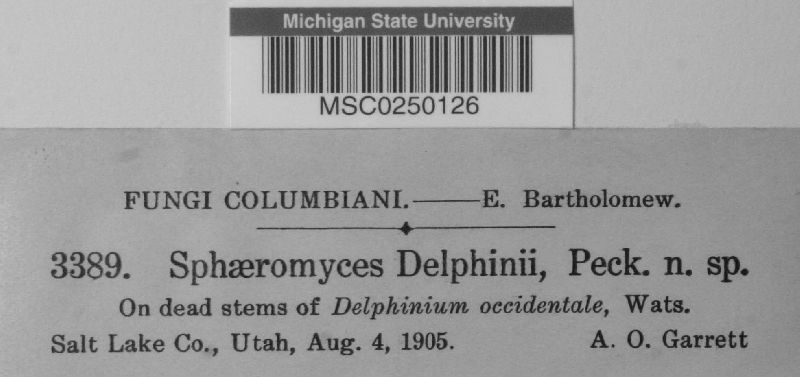 Michigan State University
MSC0250126
FUNGI COLUMBIANI.——E. Bartholomew.
3389. Sphæromyces Delphinii, Peck. n. sp.
On dead stems of Delphinium occidentale, Wats.
Salt Lake Co., Utah, Aug. 4, 1905. A. O. Garrett